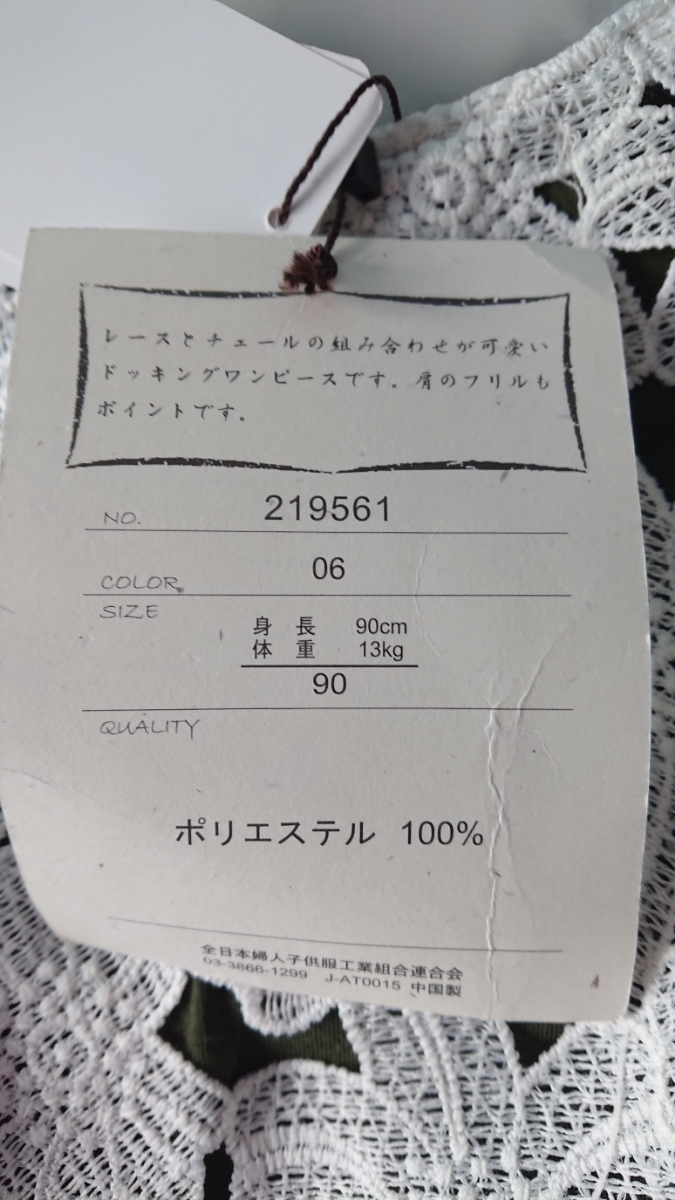 レースとチュールの組み合わせが可愛い
ドッキングワンピースです。肩のフリルも
ポイントです。
NO. 219561
COLOR 06
SIZE
身 長 90cm
体 重 13kg
90
QUALITY
ポリエステル 100%
全日本婦人子供服工業組合連合会
03-3866-1299 J-AT0015 中国製